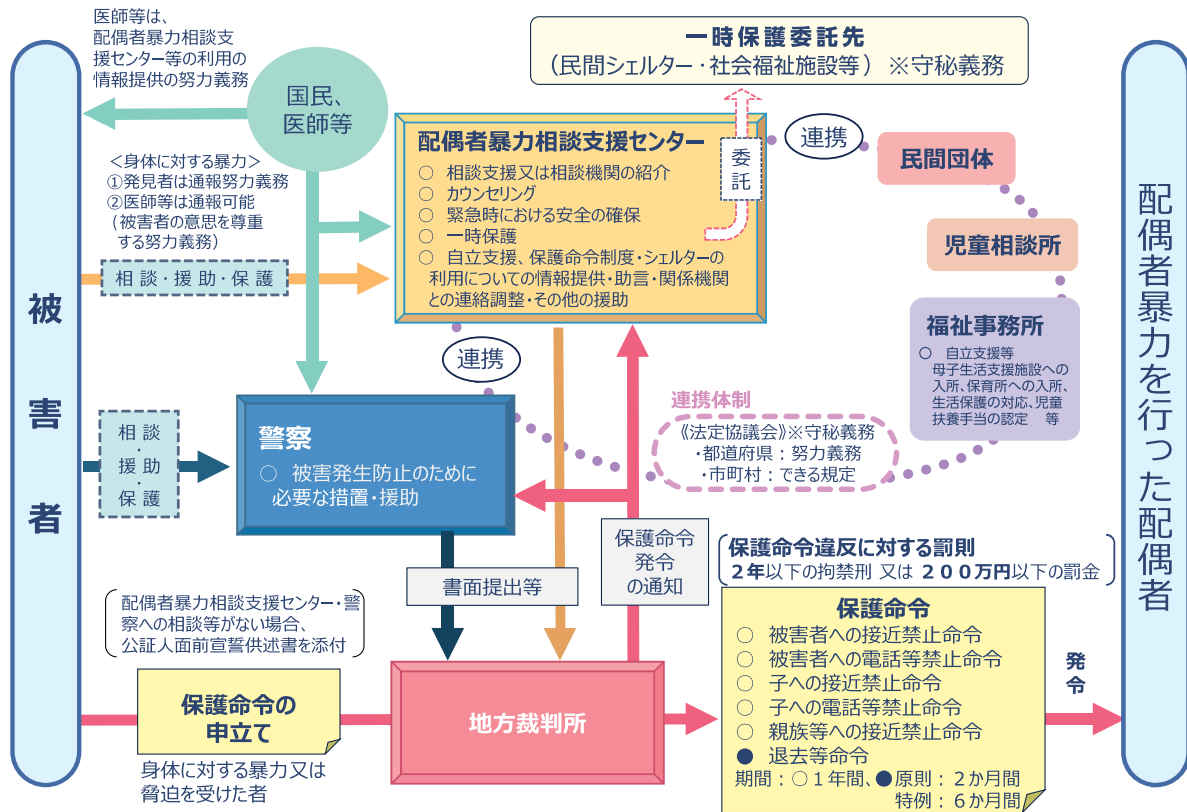 医師等は、
配偶者暴力相談支
援センター等の利用の
情報提供の努力義務
国民、
医師等
一時保護委託先
(民間シェルター・社会福祉施設等) ※守秘義務
被害者
配偶者暴力を行った配偶者
<身体に対する暴力>
①発見者は通報努力義務
②医師等は通報可能
(被害者の意思を尊重
する努力義務)
相談・援助・保護
配偶者暴力相談支援センター
○ 相談支援又は相談機関の紹介
○ カウンセリング
○ 緊急時における安全の確保
○ 一時保護
○ 自立支援、保護命令制度・シェルターの
利用についての情報提供・助言・関係機関
との連絡調整・その他の援助
委託
連携
民間団体
児童相談所
福祉事務所
○ 自立支援等
母子生活支援施設への
入所、保育所への入所、
生活保護の対応、児童
扶養手当の認定 等
連携
連携体制
《法定協議会》※守秘義務
・都道府県:努力義務
・市町村:できる規定
相談
・
援助
・
保護
警察
○ 被害発生防止のために
必要な措置・援助
書面提出等
保護命令
発令
の通知
保護命令違反に対する罰則
2年以下の拘禁刑 又は 200万円以下の罰金
配偶者暴力相談支援センター・警
察への相談等がない場合、
公証人面前宣誓供述書を添付
保護命令の
申立て
身体に対する暴力又は
脅迫を受けた者
地方裁判所
保護命令
○ 被害者への接近禁止命令
○ 被害者への電話等禁止命令
○ 子への接近禁止命令
○ 子への電話等禁止命令
○ 親族等への接近禁止命令
● 退去等命令
期間:○1年間、●原則:2か月間
特例:6か月間
発令